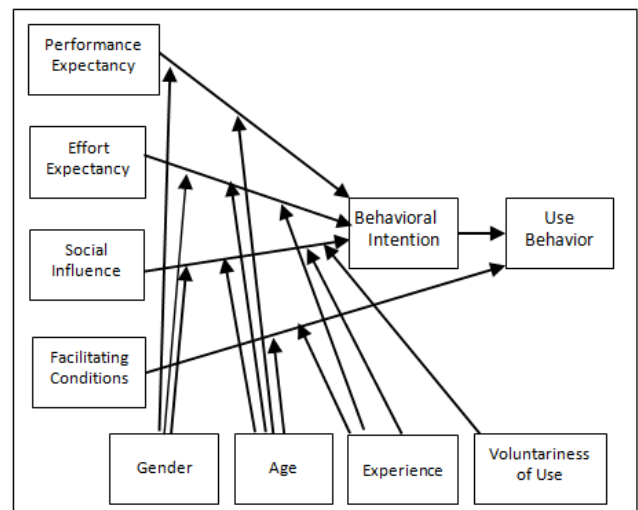 Performance
Expectancy
Effort
Expectancy
Behavioral
Intention
Use
Behavior
Social
Influence
Facilitating
Conditions
Gender
Age
Experience
Voluntariness
of Use